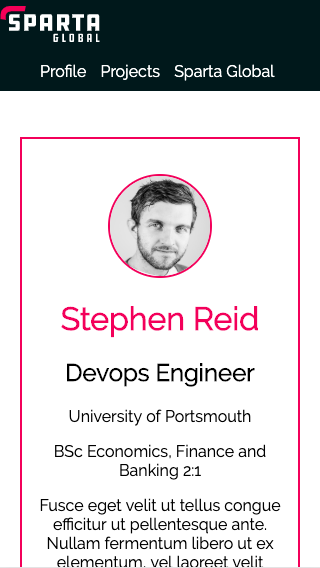 SPARTA
GLOBAL
Profile Projects Sparta Global
Stephen Reid
Devops Engineer
University of Portsmouth
BSc Economics, Finance and
Banking 2:1
Fusce eget velit ut tellus congue
efficitur ut pellentesque ante.
Nullam fermentum libero ut ex
elementum, vel laoreet velit